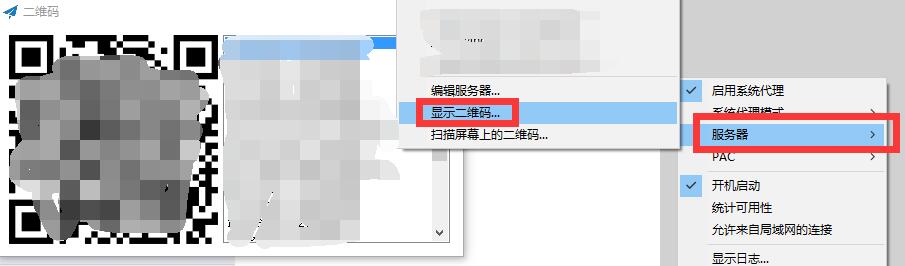 二维码
编辑服务器...
显示二维码...
扫描屏幕上的二维码...
启用系统代理
系统代理模式
服务器
PAC
开机启动
统计可用性
允许来自局域网的连接
显示日志...